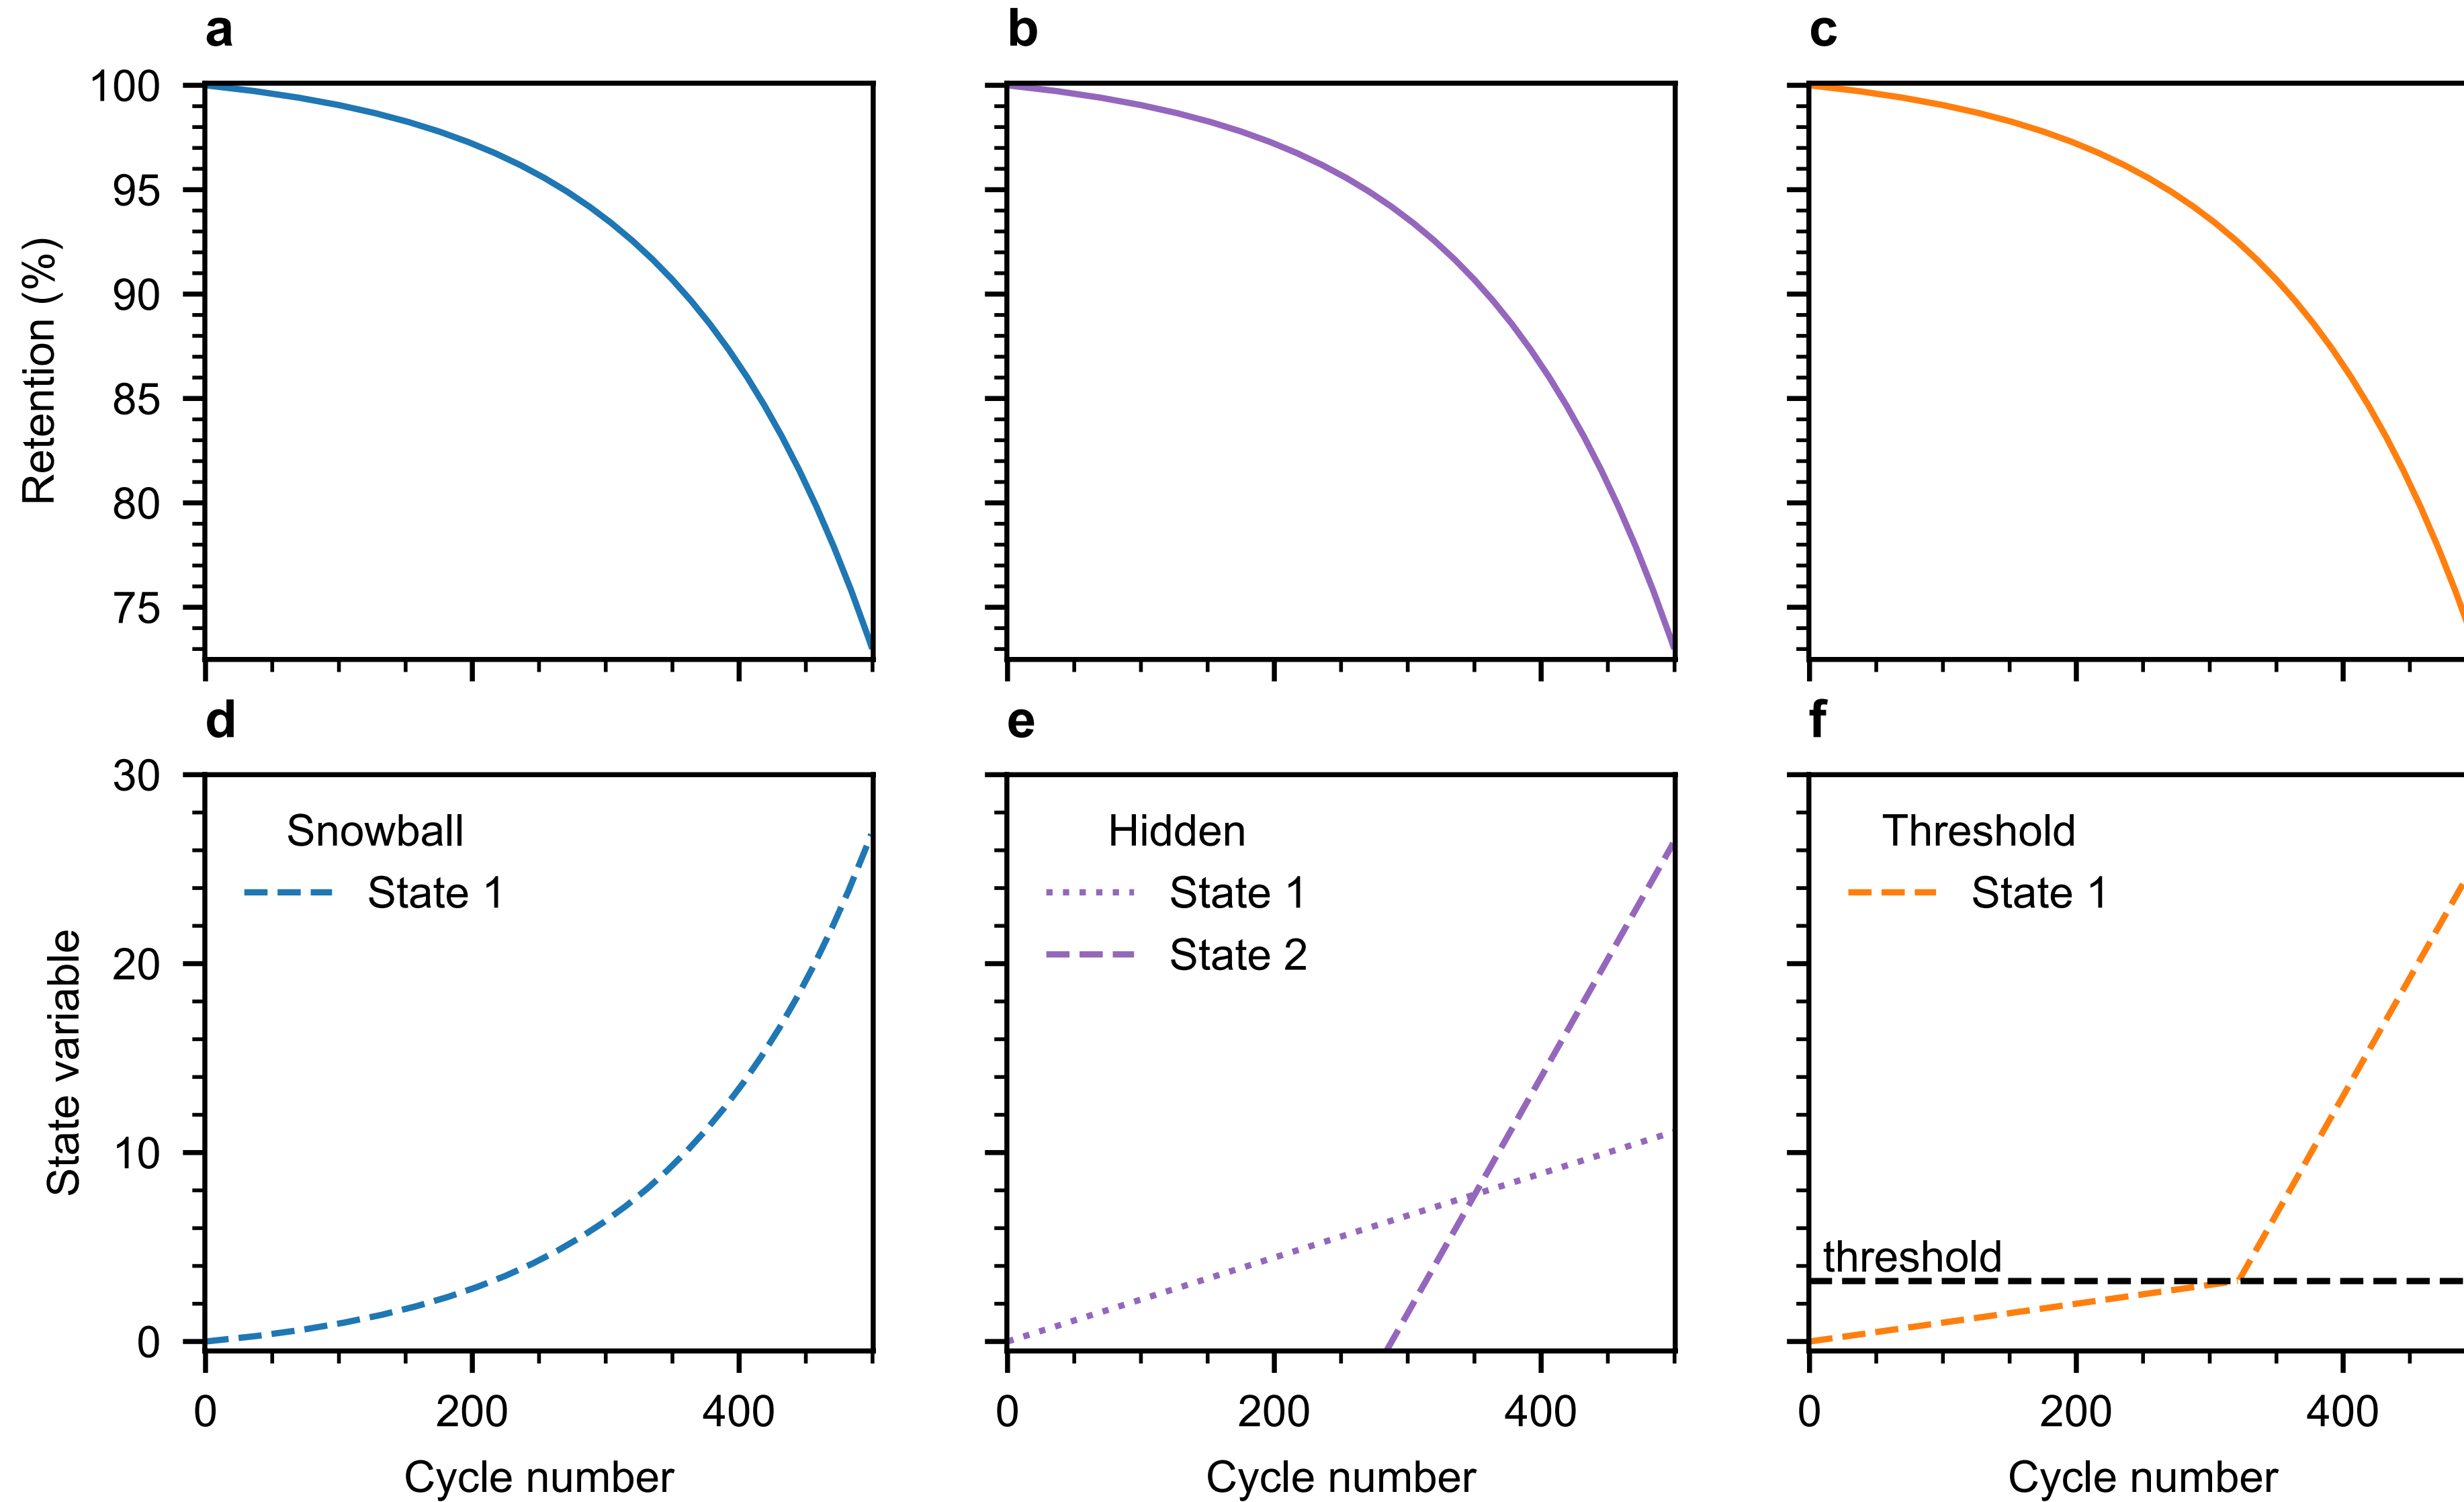 a
b
c
Retention (%)
100
95
90
85
80
75
d
e
f
State variable
30
20
10
0
Snowball
State 1
Hidden
State 1
State 2
Threshold
State 1
threshold
0 200 400
0 200 400
0 200 400
Cycle number
Cycle number
Cycle number